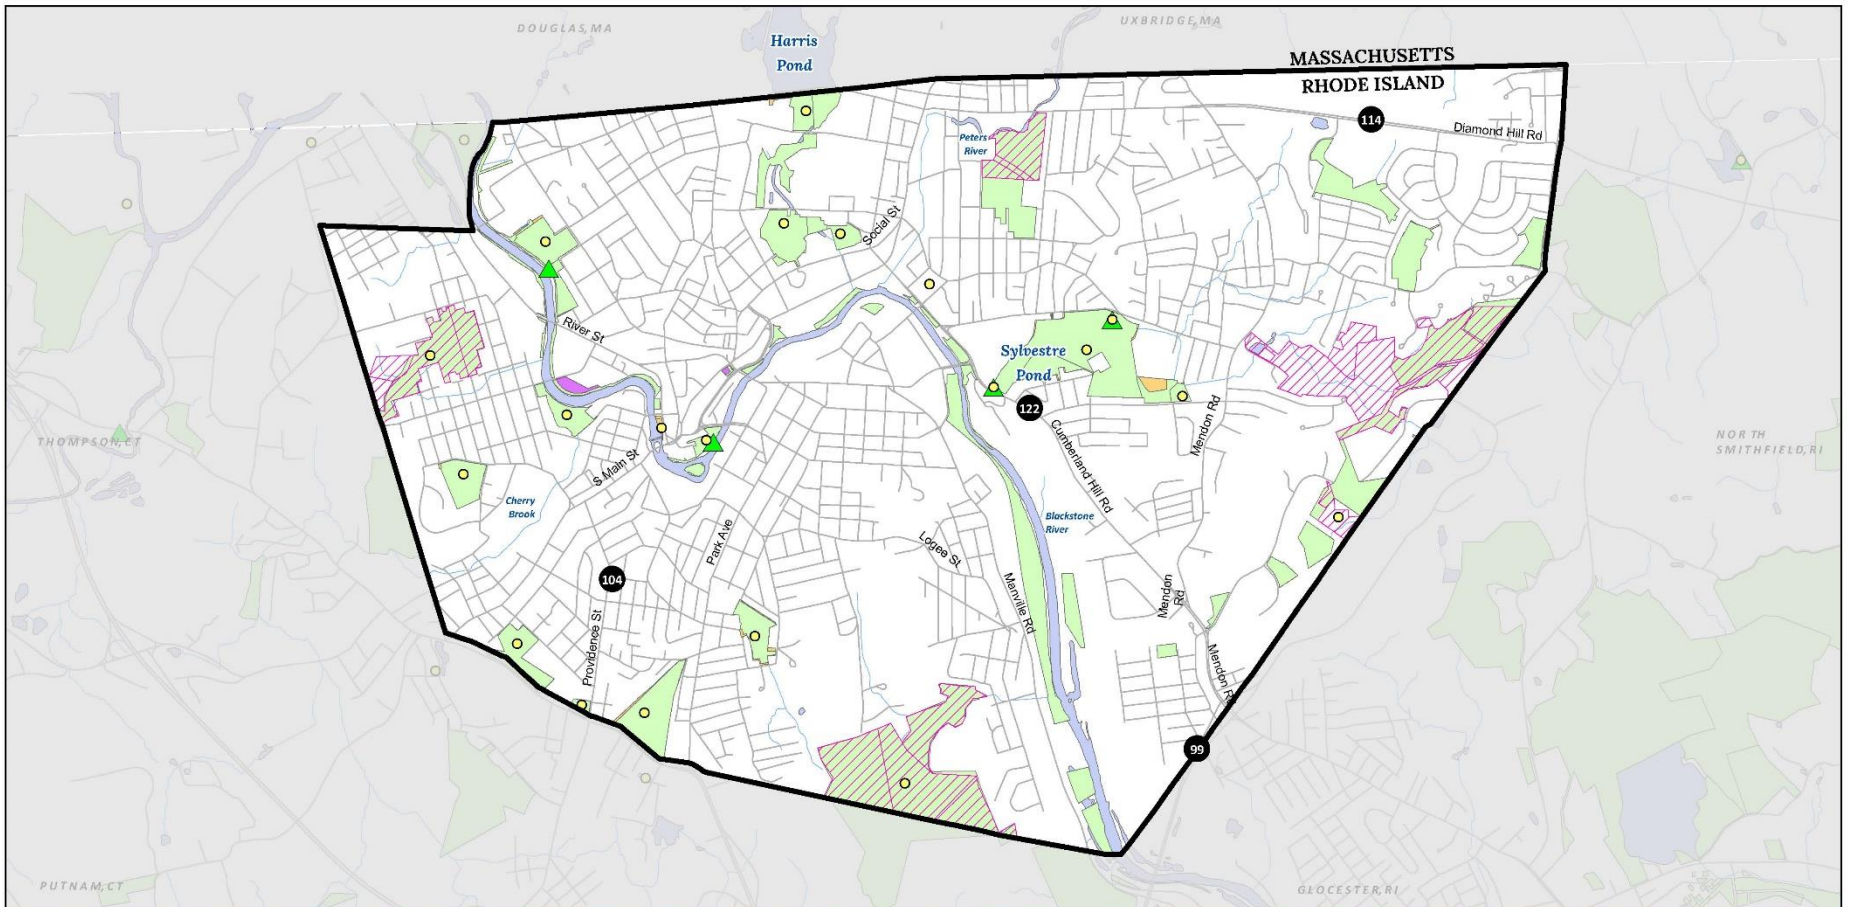 DOUGLAS,MA
UXBRIDGE,MA
Harris
Pond
MASSACHUSETTS
RHODE ISLAND
114
Diamond Hill Rd
Peters
River
Social St
River St
Sylvestre
Pond
122
Mendon Rd
Cumberland Hill Rd
THOMPSON,CT
NORTH
SMITHFIELD,RI
S Main St
Cherry
Brook
Blackstone
River
Park Ave
Logee St
104
Manville Rd
Mendon
Rd
Providence St
Mendon Rd
99
PUTNAM,CT
GLOCESTER,RI